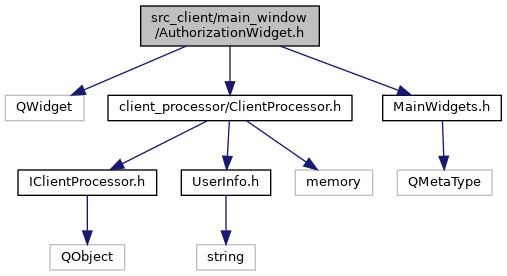 src_client/main_window
/AuthorizationWidget.h
QWidget
client_processor/ClientProcessor.h
MainWidgets.h
IClientProcessor.h
UserInfo.h
memory
QMetaType
QObject
string